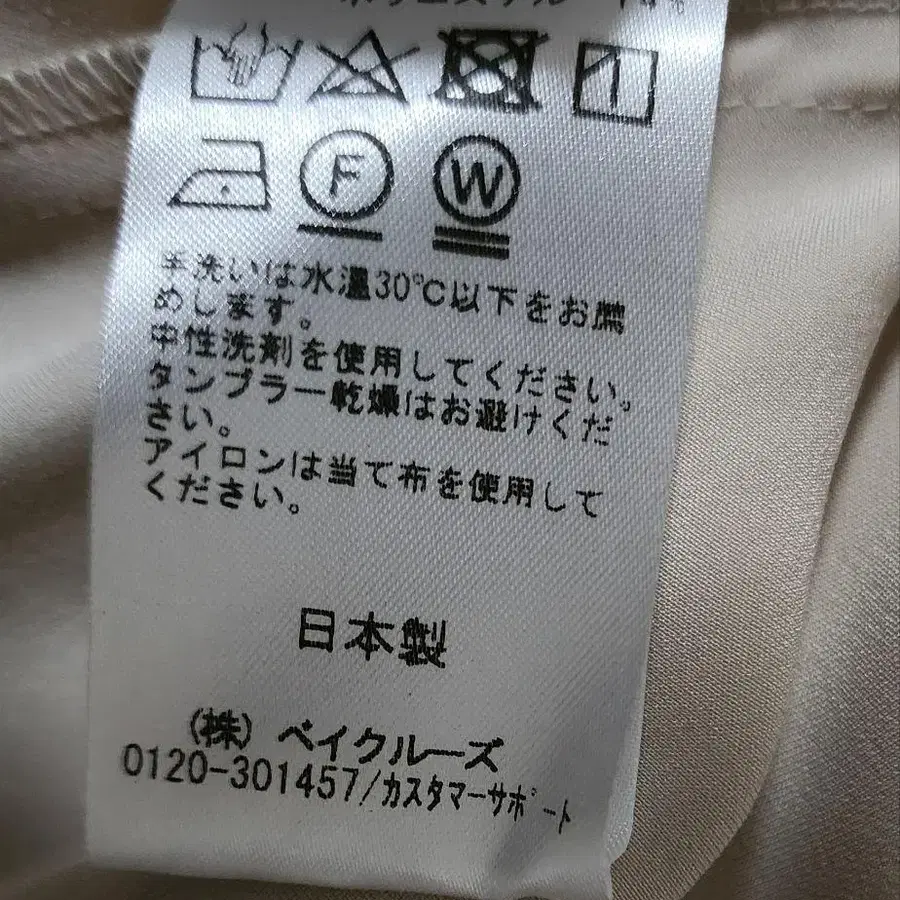 F
W
手洗いは水温30℃以下をお薦
めします。
中性洗剤を使用してください。
タンブラー乾燥はお避けくだ
さい。
アイロンは当て布を使用して
ください。
日本製
(株) ベイクルーズ
0120-301457/カスタマーサポート